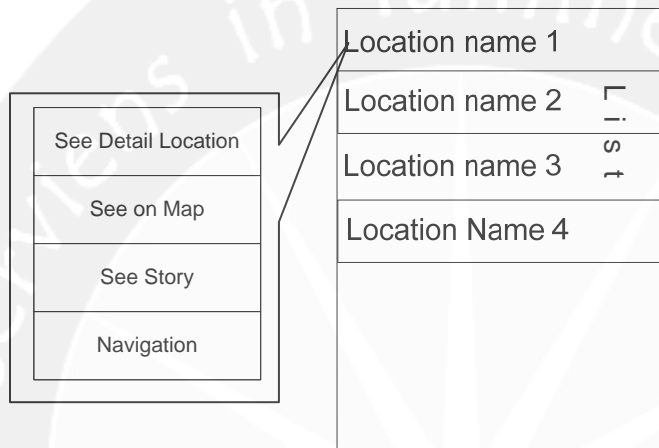 See Detail Location
See on Map
See Story
Navigation
Location name 1
Location name 2
Location name 3
Location Name 4
List